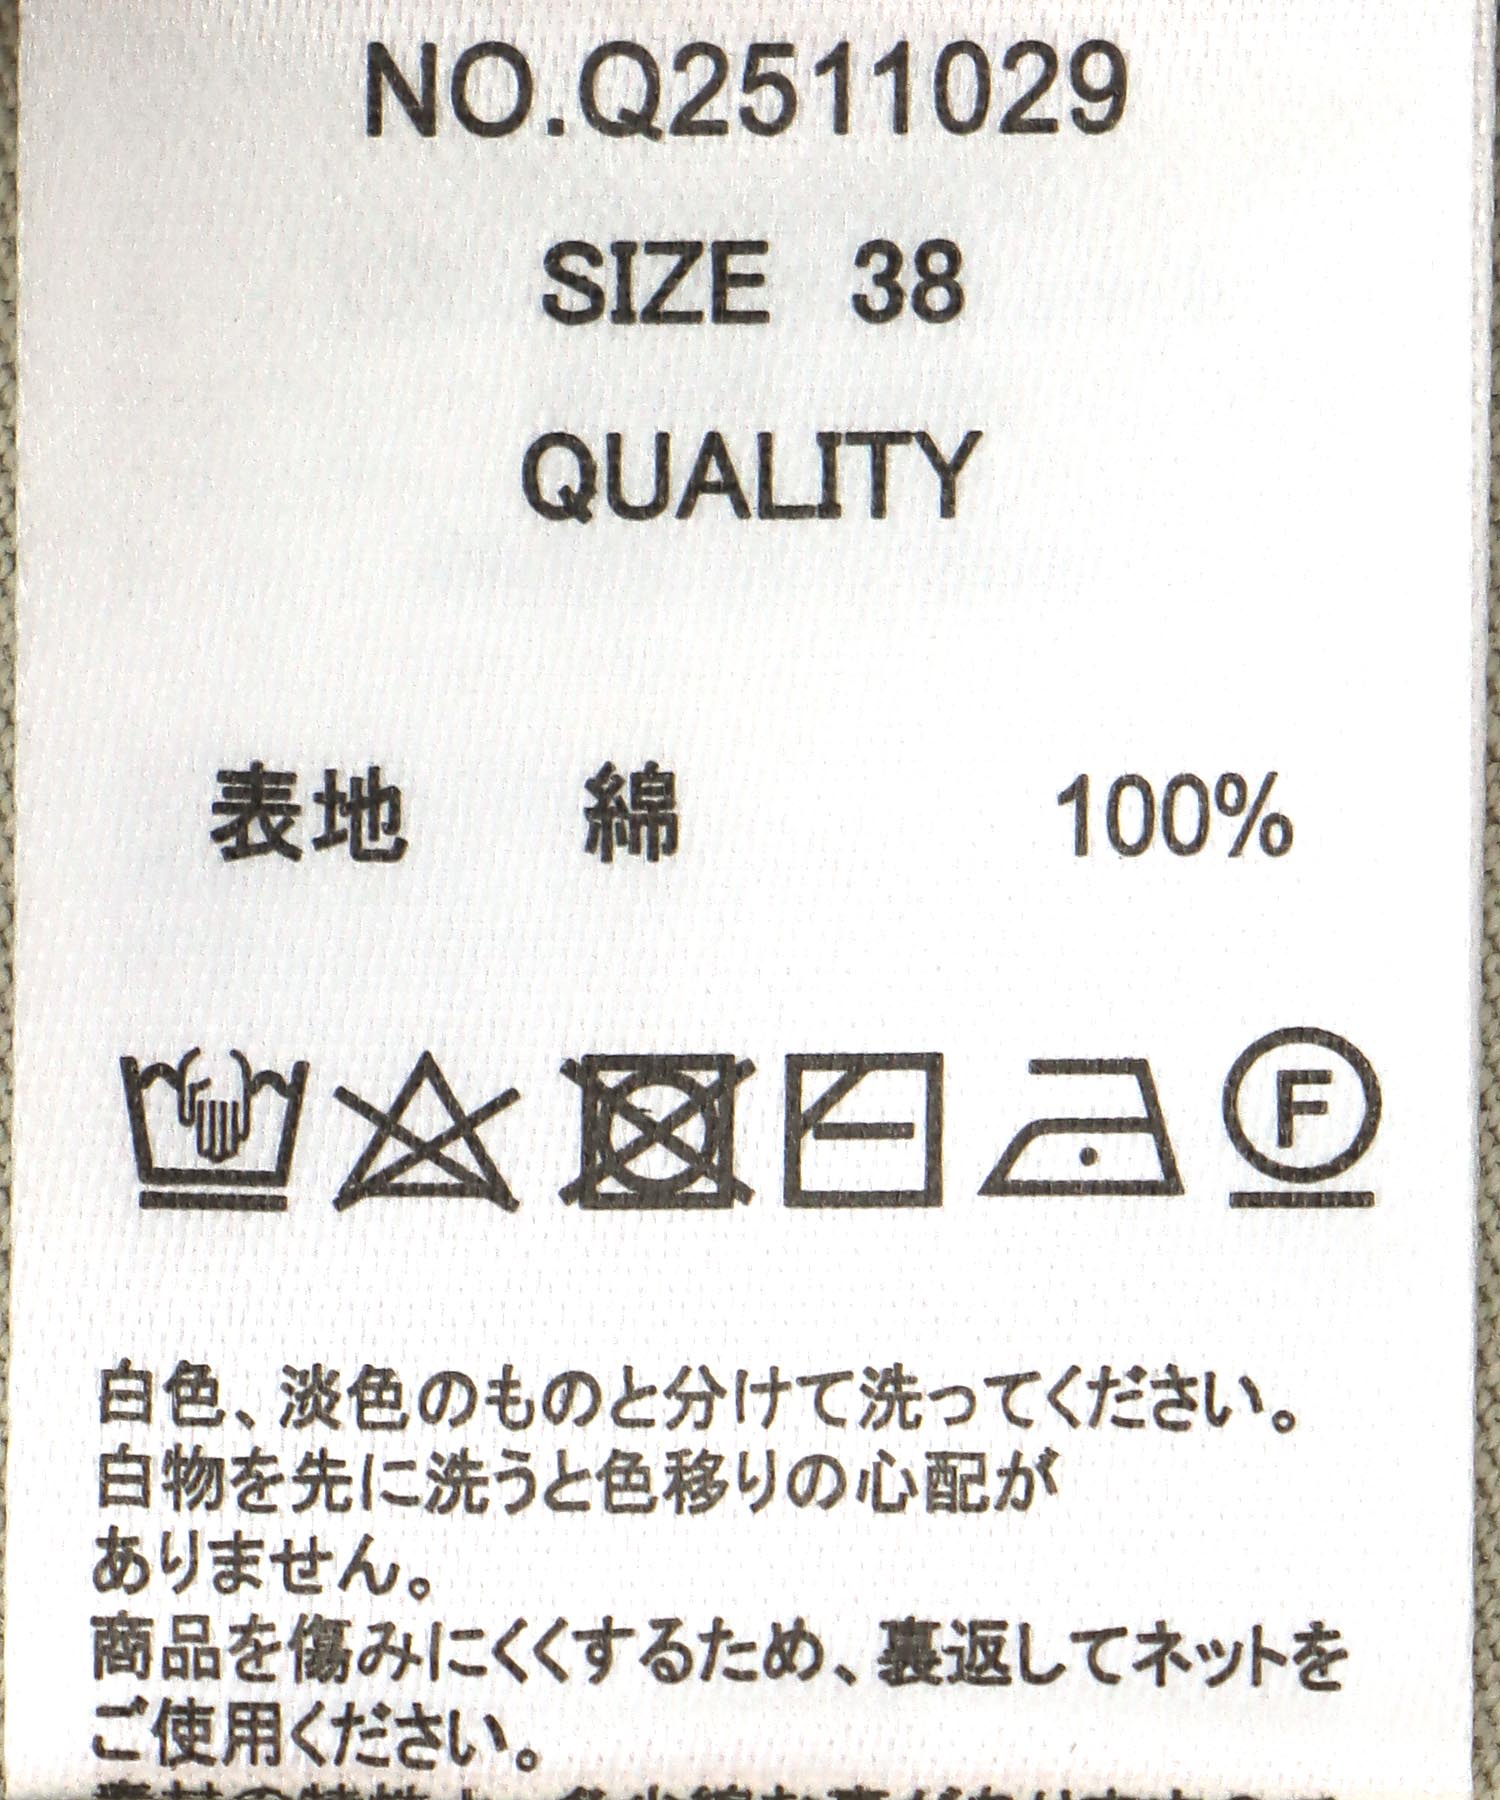 NO.Q2511029
SIZE 38
QUALITY
表地 綿 100%
F
白色、淡色のものと分けて洗ってください。
白物を先に洗うと色移りの心配が
ありません。
商品を傷みにくくするため、裏返してネットを
ご使用ください。